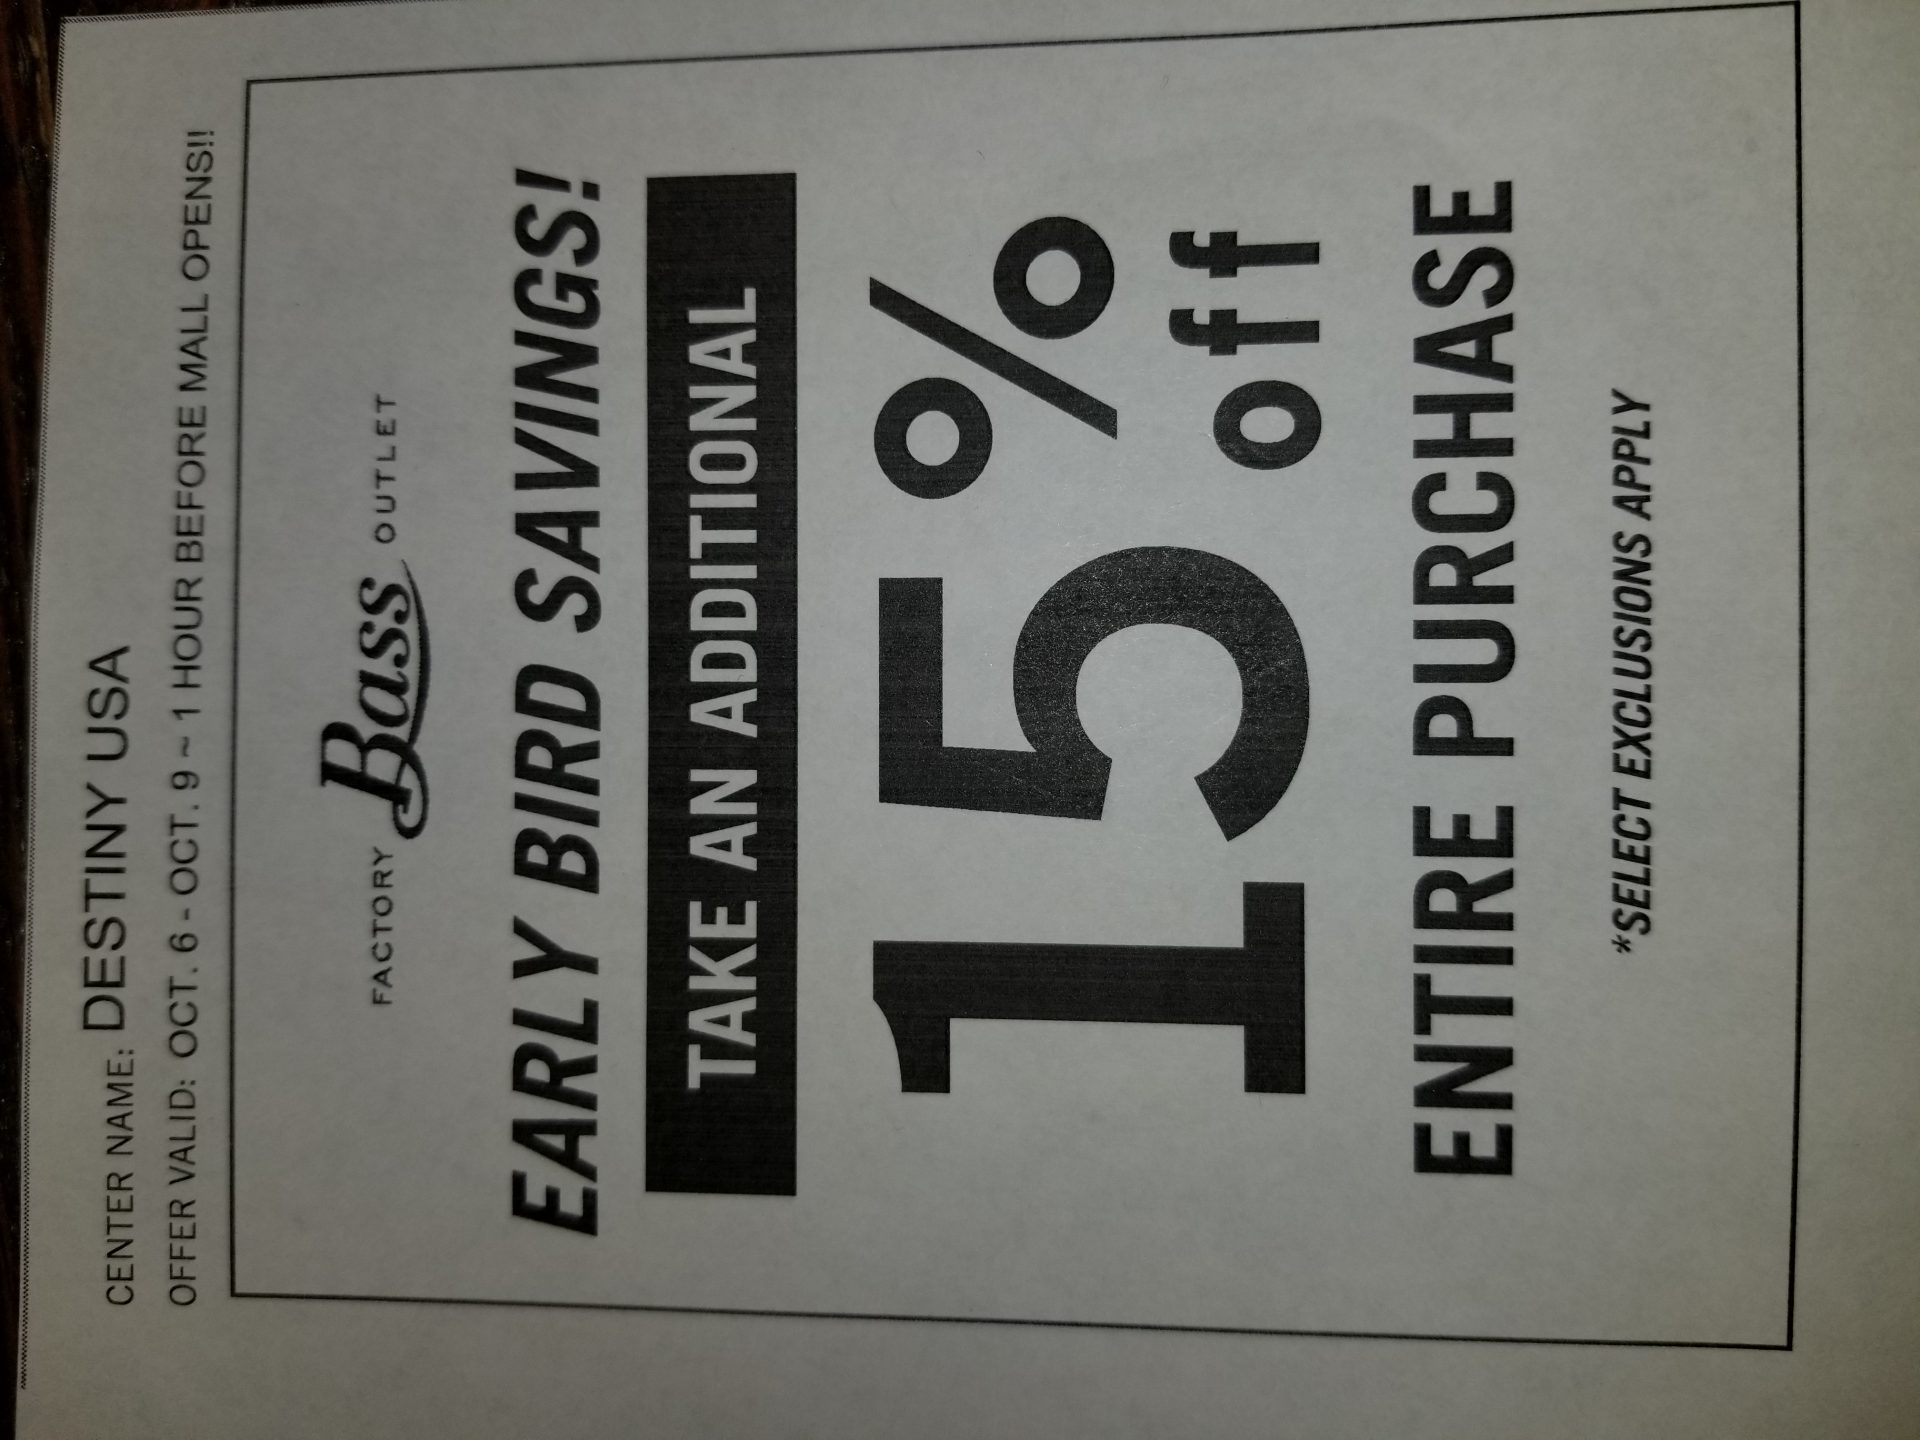 CENTER NAME: DESTINY USA
OFFER VALID: OCT. 6 - OCT. 9 ~ 1 HOUR BEFORE MALL OPENS!!
FACTORY Bass OUTLET
EARLY BIRD SAVINGS!
TAKE AN ADDITIONAL
15%
off
ENTIRE PURCHASE
*SELECT EXCLUSIONS APPLY